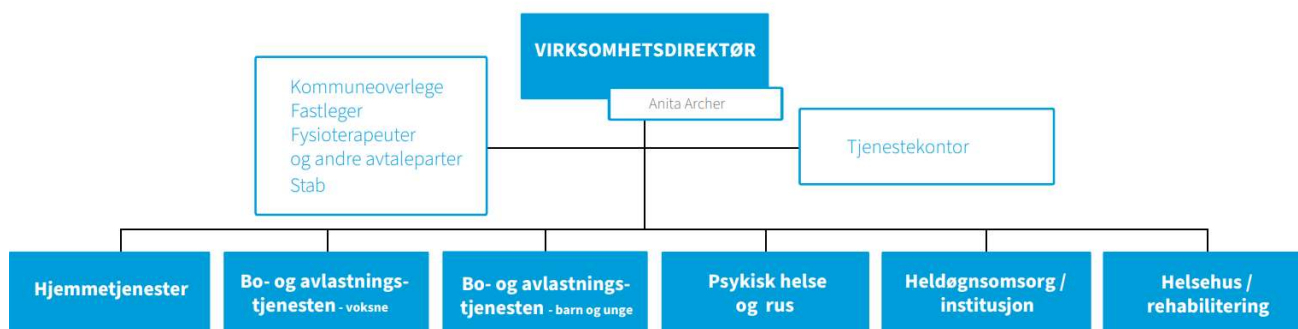 VIRKSOMHETSDIREKTØR
Anita Archer
Kommuneoverlege
Fastleger
Fysioterapeuter
og andre avtaleparter
Stab
Tjenestekontor
Hjemmetjenester
Bo- og avlastnings-
tjenesten - voksne
Bo- og avlastnings-
tjenesten - barn og unge
Psykisk helse
og rus
Heldøgnsomsorg /
institusjon
Helsehus /
rehabilitering